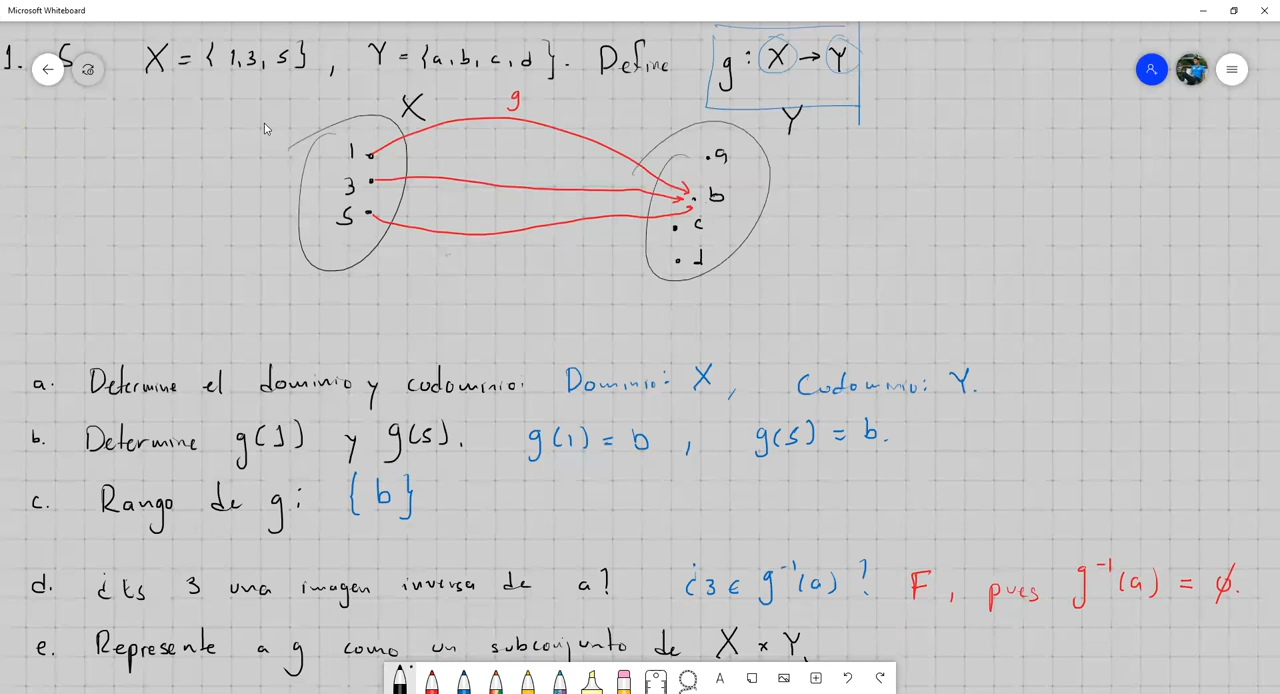 Microsoft Whiteboard
1. S X = { 1, 3, 5 } , Y = { a, b, c, d } . Define g : X → Y
X g Y
1 a
3 b
5 c
d
a. Determine el dominio y codominio. Dominio: X , Codominio: Y.
b. Determine g(1) y g(5). g(1) = b , g(5) = b.
c. Rango de g: { b }
d. ¿Es 3 una imagen inversa de a? ¿3 ∈ g⁻¹(a)? F, pues g⁻¹(a) = ∅.
e. Represente a g como un subconjunto de X × Y.
A